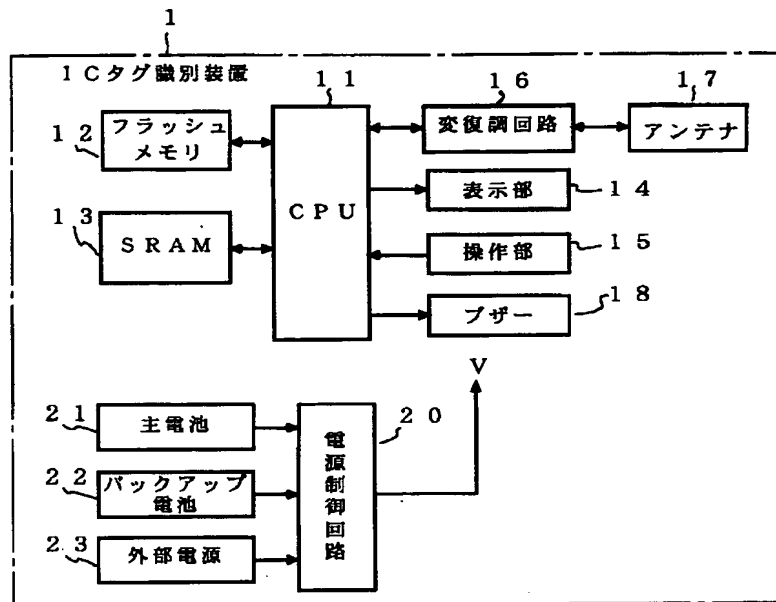 1
ICタグ識別装置
11
16
17
12
フラッシュ
メモリ
変復調回路
アンテナ
CPU
表示部
14
13
SRAM
操作部
15
ブザー
18
V
21
主電池
20
電源制御回路
22
バックアップ
電池
23
外部電源